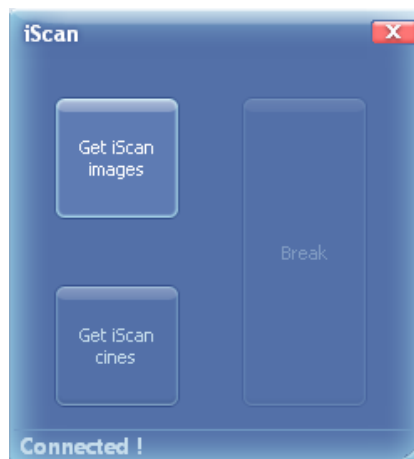 iScan
Get iScan
images
Break
Get iScan
cines
Connected !